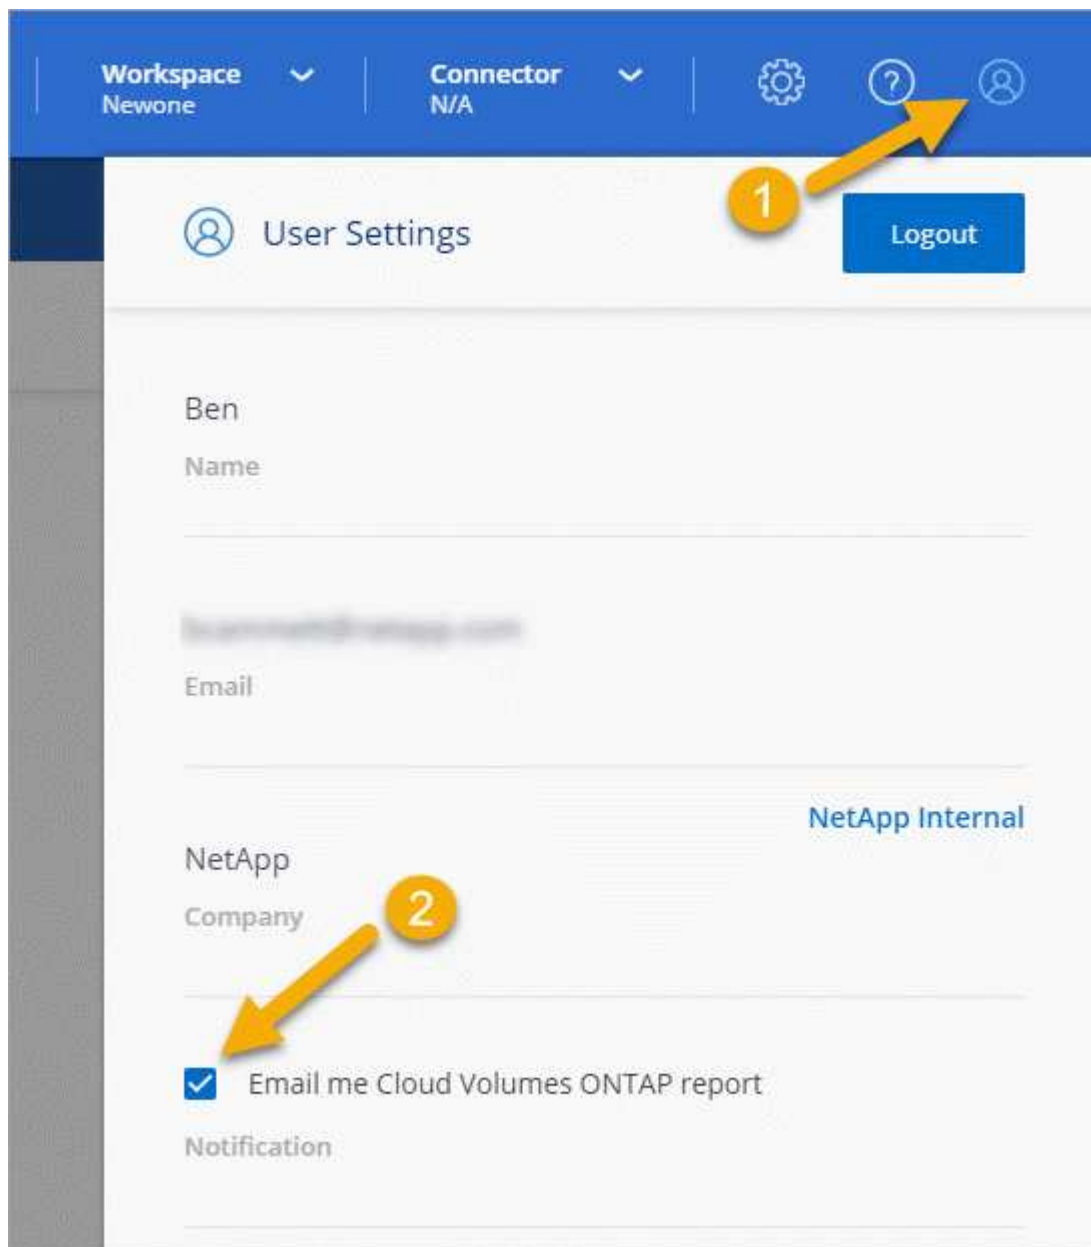 Workspace
Newone
Connector
N/A
1
User Settings
Logout
Ben
Name
Email
NetApp Internal
NetApp
Company
2
Email me Cloud Volumes ONTAP report
Notification